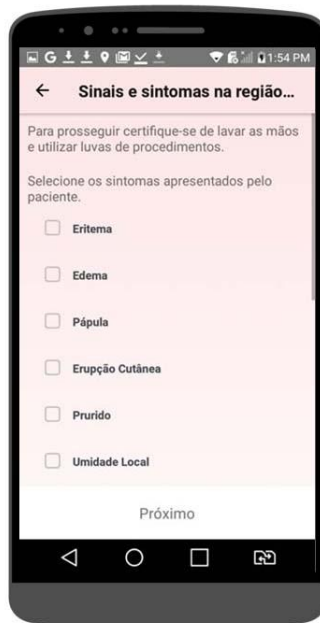 1:54 PM
Sinais e sintomas na região...
Para prosseguir certifique-se de lavar as mãos
e utilizar luvas de procedimentos.
Selecione os sintomas apresentados pelo
paciente.
Eritema
Edema
Pápula
Erupção Cutânea
Prurido
Umidade Local
Próximo